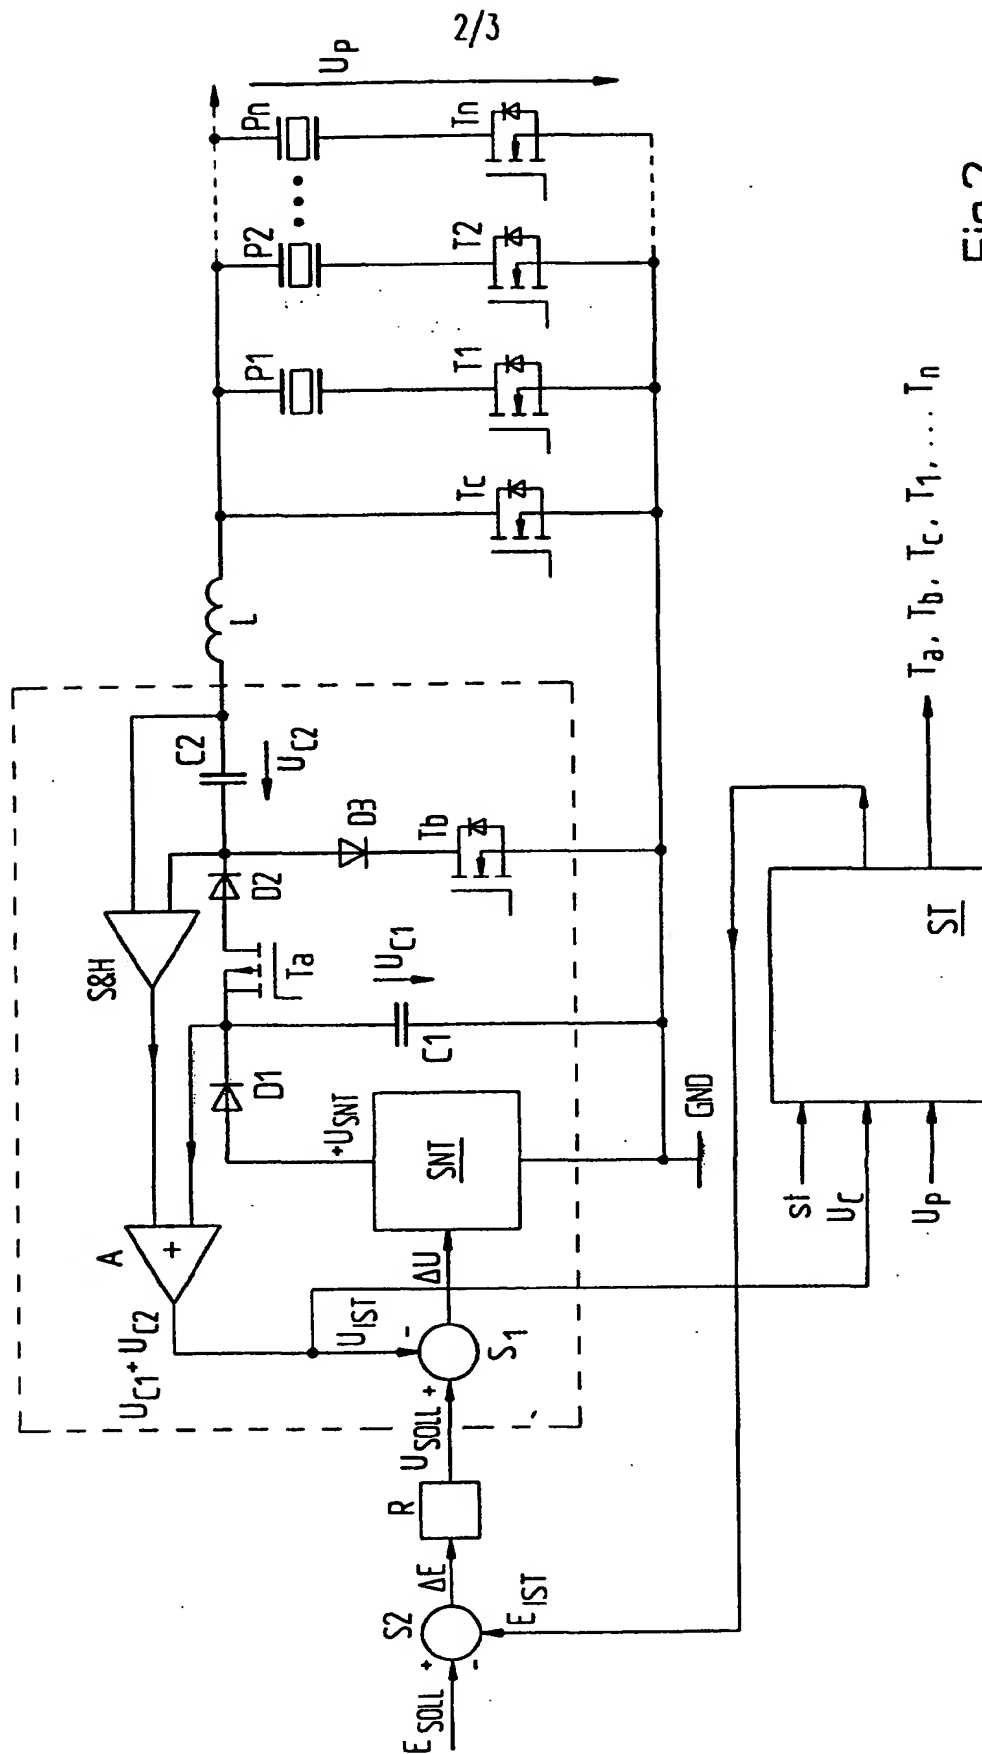 2/3
UP
Pn
P2
P1
Tn
T2
T1
Tc
L
C2
UC2
D3
Tb
D2
S&H
Ta
UC1
C1
D1
+USNT
SNT
GND
A
+
UC1+UC2
UIST
-
ΔU
S1
+
USOLL
R
ΔE
S2
+
-
ESOLL
EIST
ST
st
UC
UP
Ta, Tb, Tc, T1, ... Tn
Fig.2